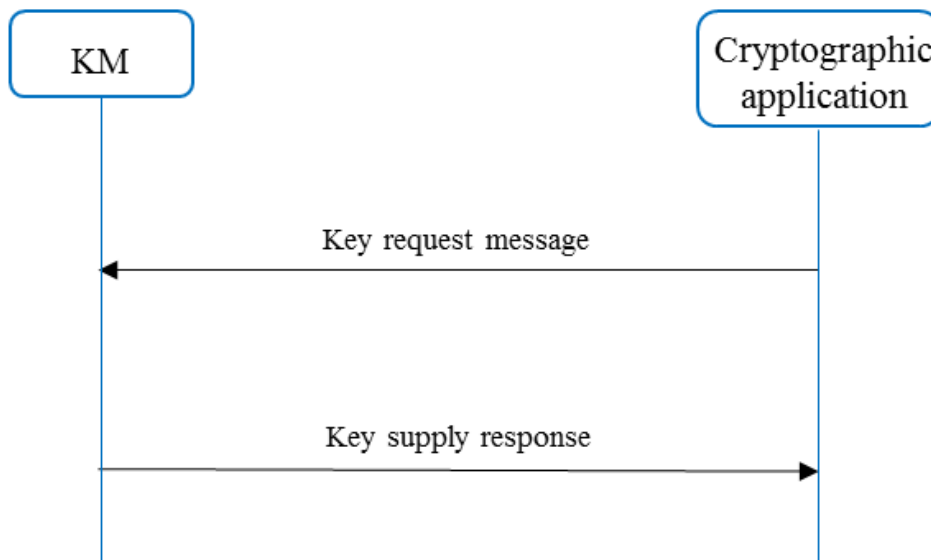 KM
Cryptographic
application
Key request message
Key supply response